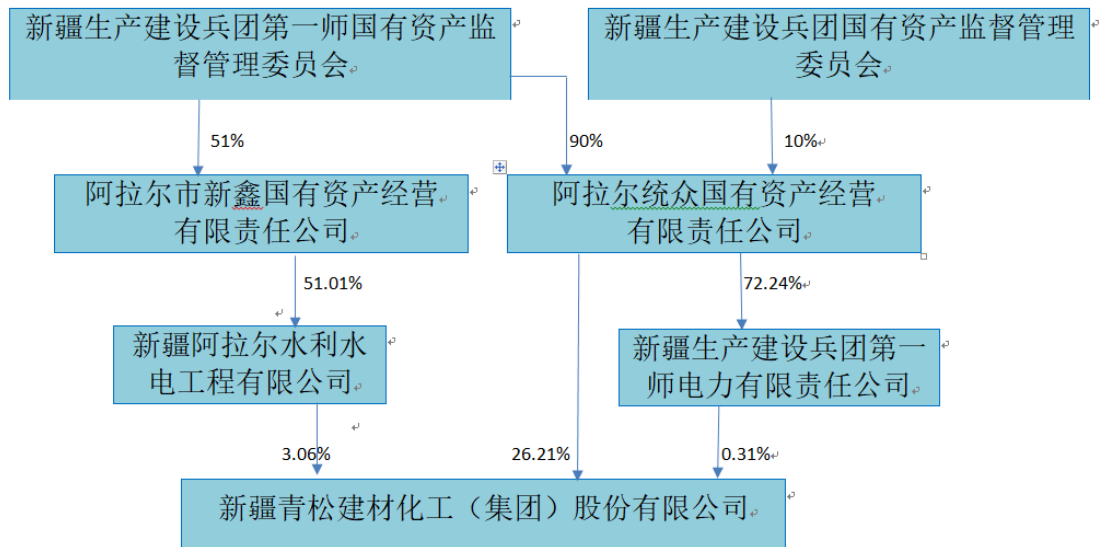 新疆生产建设兵团第一师国有资产监
督管理委员会
新疆生产建设兵团国有资产监督管理
委员会
51%
90%
10%
阿拉尔市新鑫国有资产经营
有限责任公司
阿拉尔统众国有资产经营
有限责任公司
51.01%
72.24%
新疆阿拉尔水利水
电工程有限公司
新疆生产建设兵团第一
师电力有限责任公司
3.06%
26.21%
0.31%
新疆青松建材化工（集团）股份有限公司